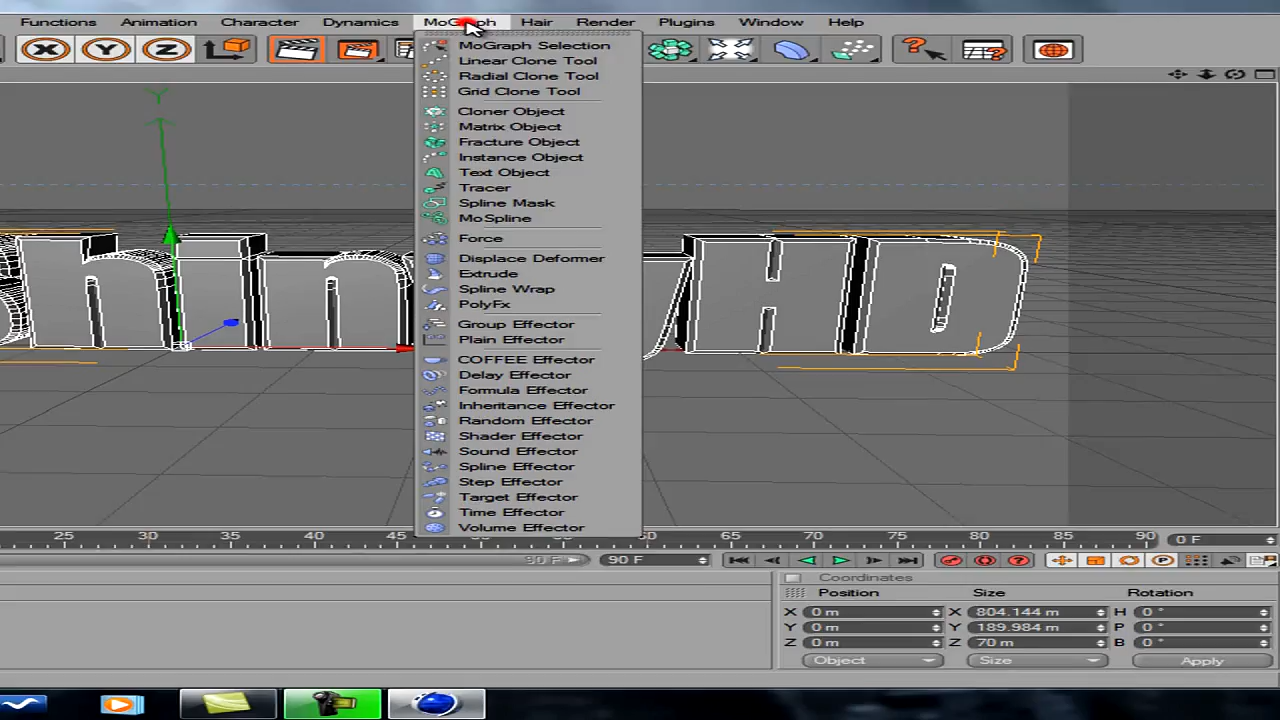 Functions Animation Character Dynamics MoGraph Hair Render Plugins Window Help
X Y Z
MoGraph Selection
Linear Clone Tool
Radial Clone Tool
Grid Clone Tool
Cloner Object
Matrix Object
Fracture Object
Instance Object
Text Object
Tracer
Spline Mask
MoSpline
Force
Displace Deformer
Extrude
Spline Wrap
PolyFx
Group Effector
Plain Effector
COFFEE Effector
Delay Effector
Formula Effector
Inheritance Effector
Random Effector
Shader Effector
Sound Effector
Spline Effector
Step Effector
Target Effector
Time Effector
Volume Effector
Y
hin HD
25 30 35 40 45 60 65 70 75 80 85 90 0 F
90 F 90 F
Coordinates
Position Size Rotation
X 0 m X 804.144 m H 0 °
Y 0 m Y 189.984 m P 0 °
Z 0 m Z 70 m B 0 °
Object Size Apply